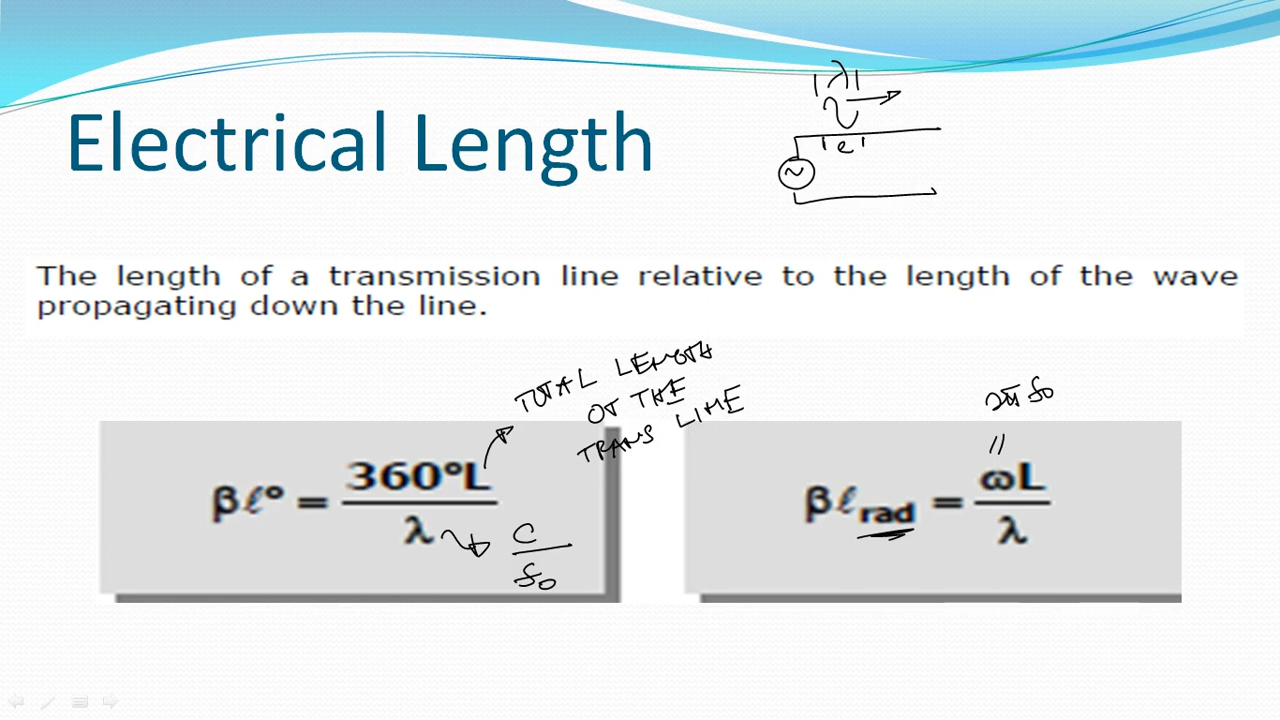 |λ|
Electrical Length
The length of a transmission line relative to the length of the wave
propagating down the line.
TOTAL LENGTH
OT THE
TRANS LINE
2π f₀
||
βℓ° = 360°L / λ
C / f₀
βℓrad = ωL / λ